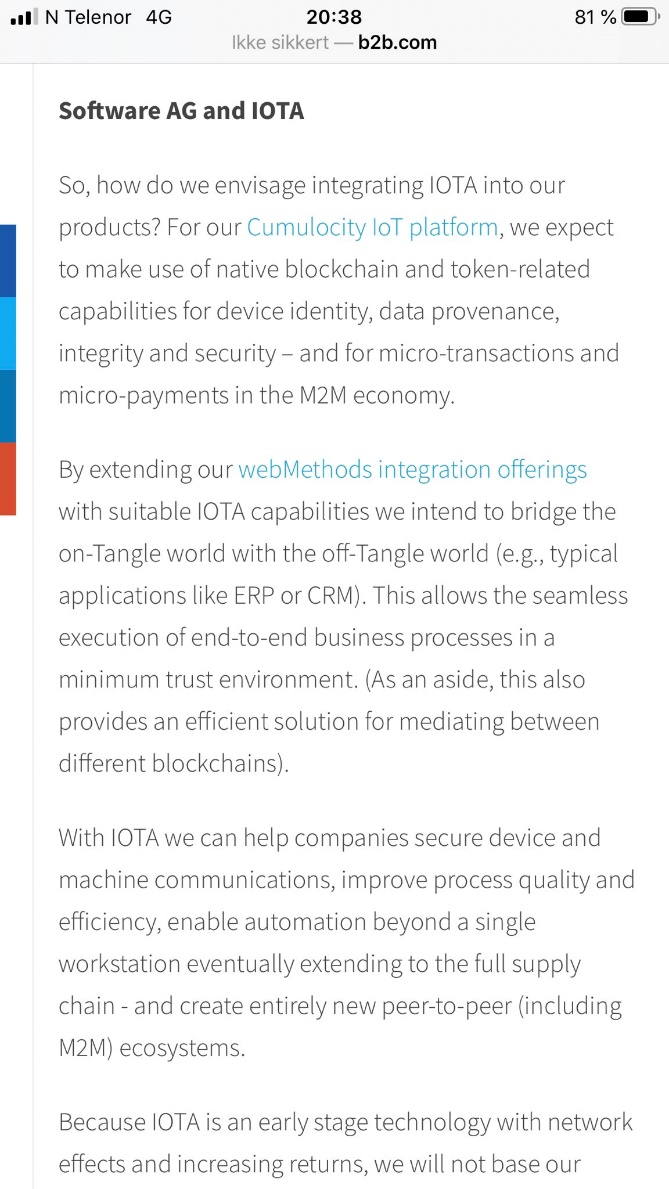 N Telenor 4G 20:38 81 %
Ikke sikkert — b2b.com
Software AG and IOTA
So, how do we envisage integrating IOTA into our
products? For our Cumulocity IoT platform, we expect
to make use of native blockchain and token-related
capabilities for device identity, data provenance,
integrity and security – and for micro-transactions and
micro-payments in the M2M economy.
By extending our webMethods integration offerings
with suitable IOTA capabilities we intend to bridge the
on-Tangle world with the off-Tangle world (e.g., typical
applications like ERP or CRM). This allows the seamless
execution of end-to-end business processes in a
minimum trust environment. (As an aside, this also
provides an efficient solution for mediating between
different blockchains).
With IOTA we can help companies secure device and
machine communications, improve process quality and
efficiency, enable automation beyond a single
workstation eventually extending to the full supply
chain - and create entirely new peer-to-peer (including
M2M) ecosystems.
Because IOTA is an early stage technology with network
effects and increasing returns, we will not base our